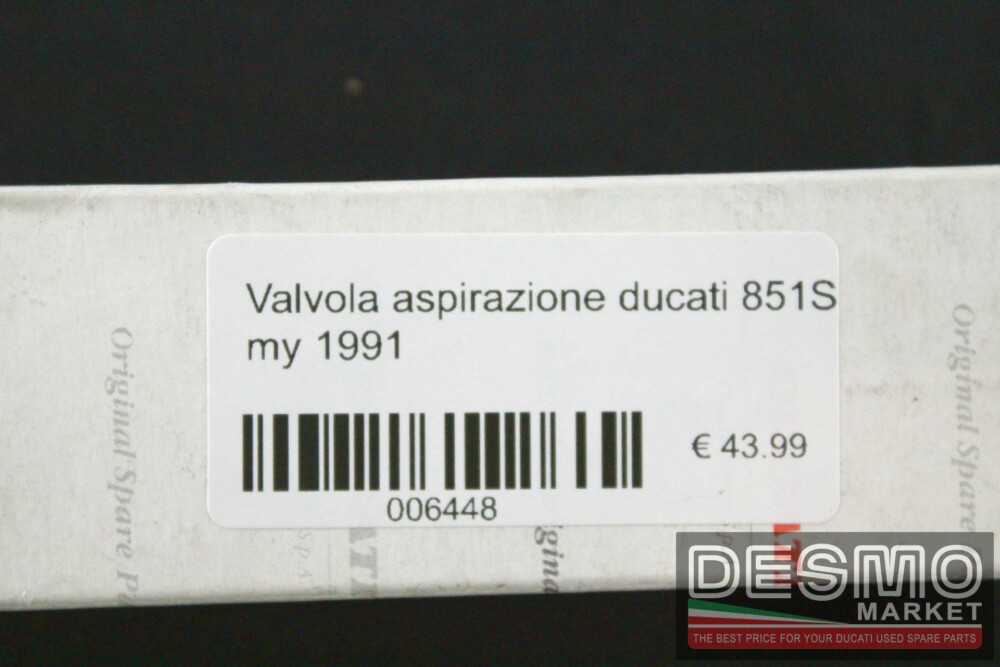 Valvola aspirazione ducati 851S
my 1991
€ 43.99
006448
Original Spare
Original Spare
DESMO
MARKET
THE BEST PRICE FOR YOUR DUCATI USED SPARE PARTS